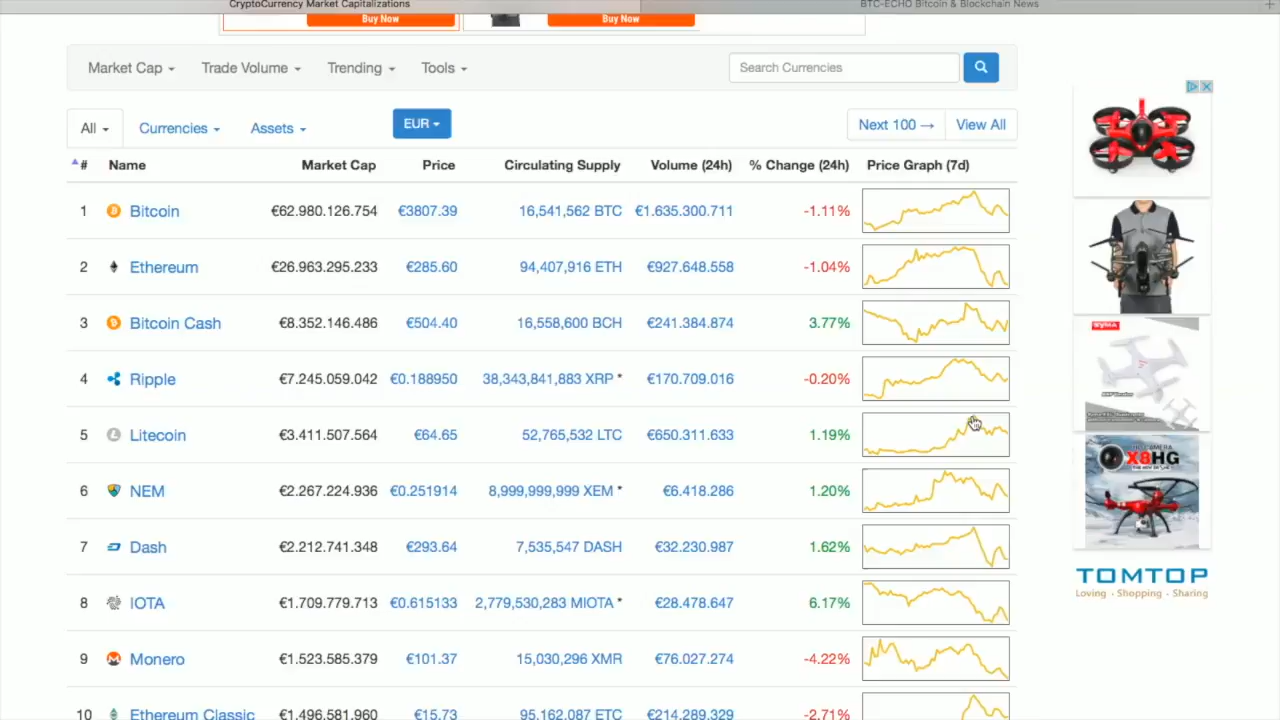 CryptoCurrency Market Capitalizations BTC-ECHO Bitcoin & Blockchain News
Buy Now Buy Now
Market Cap Trade Volume Trending Tools Search Currencies
All Currencies Assets EUR Next 100 → View All
# Name Market Cap Price Circulating Supply Volume (24h) % Change (24h) Price Graph (7d)
1 Bitcoin €62.980.126.754 €3807.39 16,541,562 BTC €1.635.300.711 -1.11%
2 Ethereum €26.963.295.233 €285.60 94,407,916 ETH €927.648.558 -1.04%
3 Bitcoin Cash €8.352.146.486 €504.40 16,558,600 BCH €241.384.874 3.77%
4 Ripple €7.245.059.042 €0.188950 38,343,841,883 XRP * €170.709.016 -0.20%
5 Litecoin €3.411.507.564 €64.65 52,765,532 LTC €650.311.633 1.19%
6 NEM €2.267.224.936 €0.251914 8,999,999,999 XEM * €6.418.286 1.20%
7 Dash €2.212.741.348 €293.64 7,535,547 DASH €32.230.987 1.62%
8 IOTA €1.709.779.713 €0.615133 2,779,530,283 MIOTA * €28.478.647 6.17%
9 Monero €1.523.585.379 €101.37 15,030,296 XMR €76.027.274 -4.22%
10 Ethereum Classic €1.496.581.960 €15.73 95,162,087 ETC €214.289.329 -2.71%
SYMA
X8HG
TOMTOP
Loving · Shopping · Sharing